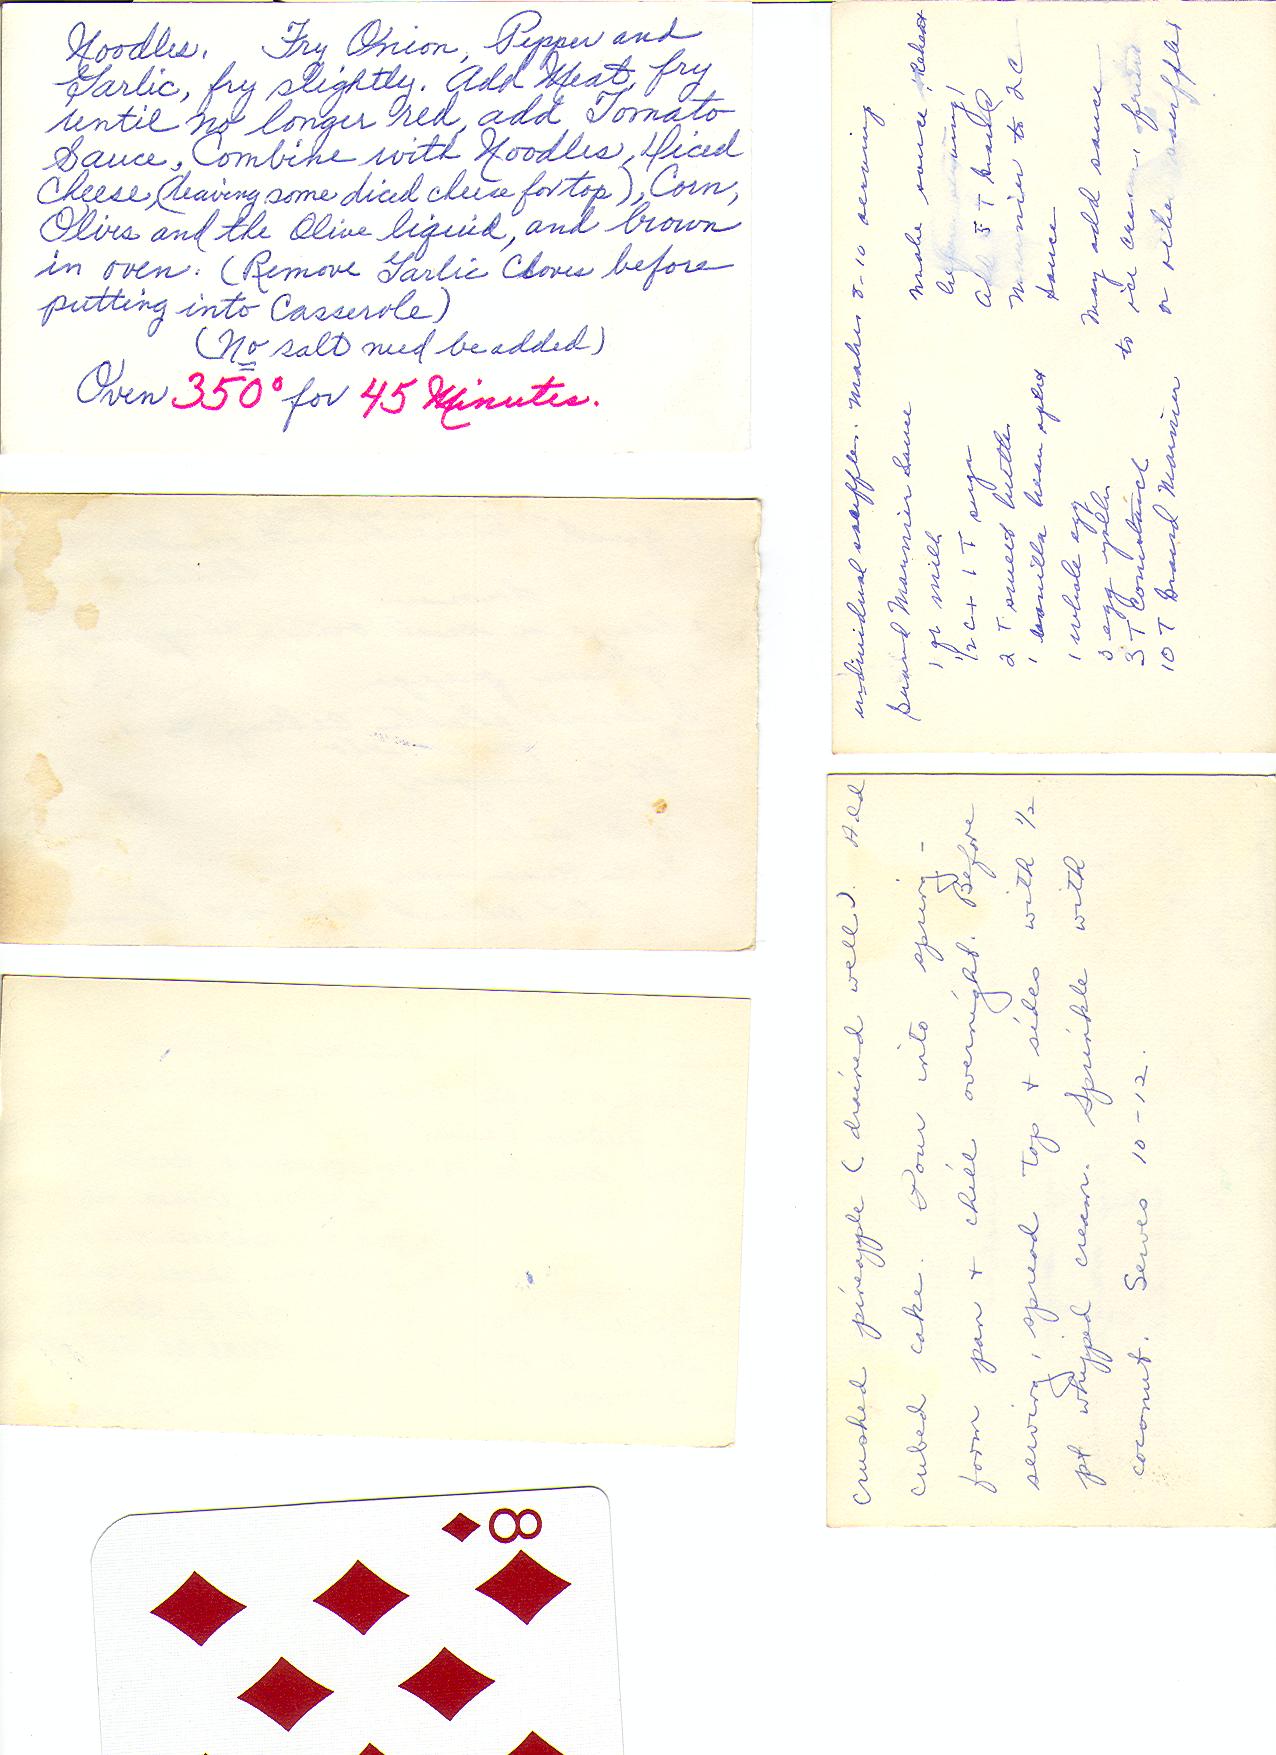 Noodles. Fry Onion, Pepper and
Garlic, fry slightly. Add Meat, fry
until no longer red, add Tomato
Sauce, Combine with Noodles, Diced
Cheese, (leaving some diced cheese for top), Corn,
Olives and the Olive liquid, and brown
in oven. (Remove Garlic Cloves before
putting into Casserole)
(No salt need be added)
Oven 350° for 45 Minutes.
individual souffles. Makes 8-10 serving
Grand Marnier Sauce
1 qt milk
1/2 C + 1 T sugar
2 T sweet butter
1 vanilla bean split
1 whole egg
3 egg yolks
3 T Cornstarch
10 T Grand Marnier
make sauce, Reheat
before serving!
Add 5 T
Marnier to 2 C
sauce
May add sauce
to ice cream,
or other souffles
crushed pineapple (drained well). Add
cubed cake. Pour into spring-
form pan + chill overnight. Before
serving, spread top + sides with 1/2
pt whipped cream. Sprinkle with
coconut. Serves 10-12.
8